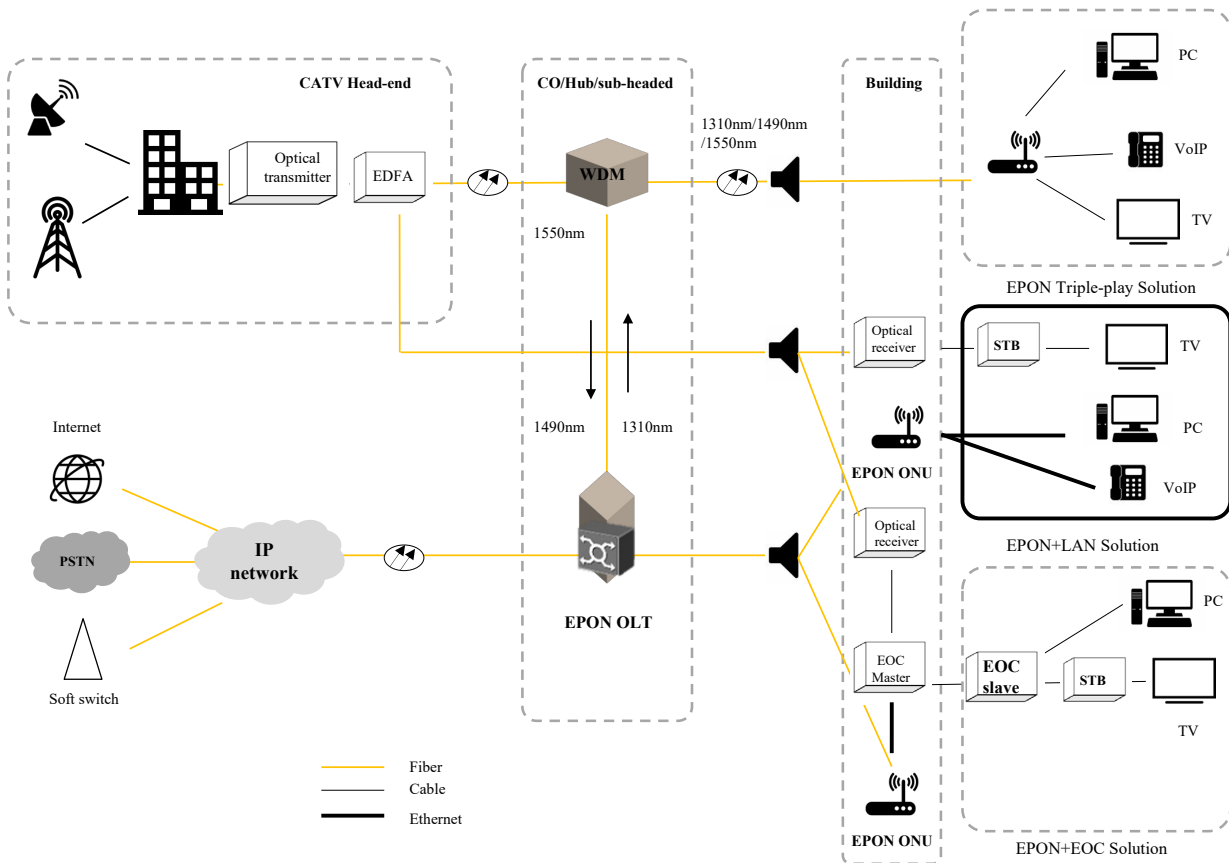 CATV Head-end
Optical
transmitter
EDFA
CO/Hub/sub-headed
WDM
1550nm
1490nm
1310nm
1310nm/1490nm
/1550nm
Building
PC
VoIP
TV
EPON Triple-play Solution
Optical
receiver
STB
TV
EPON ONU
PC
VoIP
EPON+LAN Solution
Internet
PSTN
IP
network
Soft switch
EPON OLT
Optical
receiver
EOC
Master
EOC
slave
STB
PC
TV
EPON ONU
EPON+EOC Solution
Fiber
Cable
Ethernet